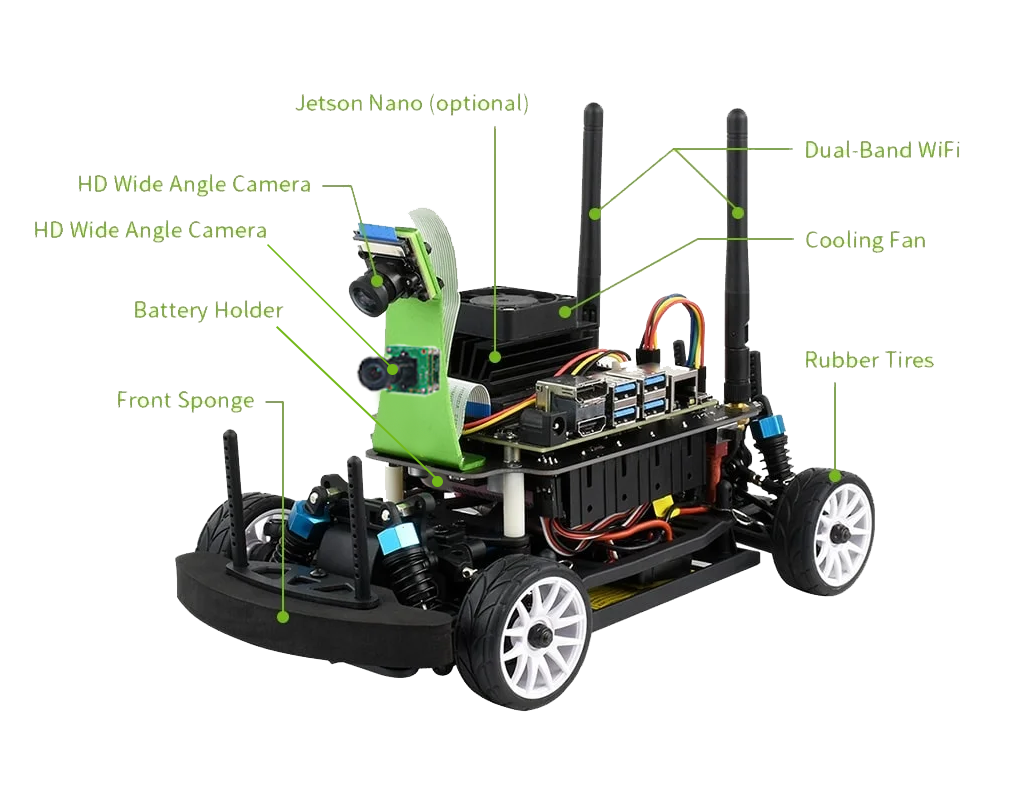 Jetson Nano (optional)
Dual-Band WiFi
HD Wide Angle Camera
HD Wide Angle Camera
Cooling Fan
Battery Holder
Rubber Tires
Front Sponge